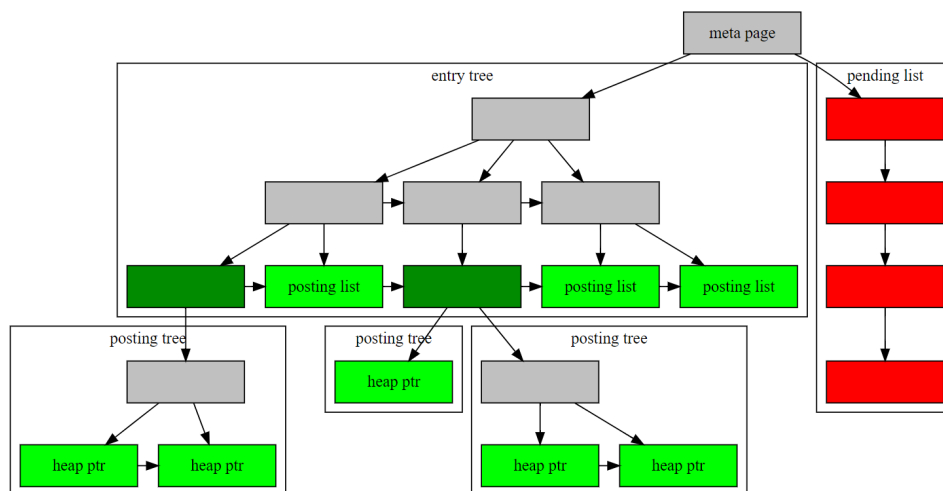 meta page
entry tree
pending list
posting list
posting list
posting list
posting tree
posting tree
posting tree
heap ptr
heap ptr
heap ptr
heap ptr
heap ptr